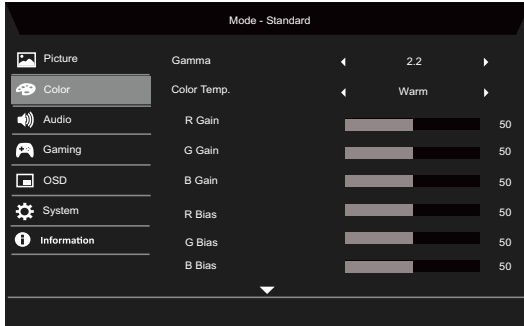 Mode - Standard
Picture
Gamma 2.2
Color
Color Temp. Warm
Audio
R Gain 50
Gaming
G Gain 50
OSD
B Gain 50
System
R Bias 50
Information
G Bias 50
B Bias 50